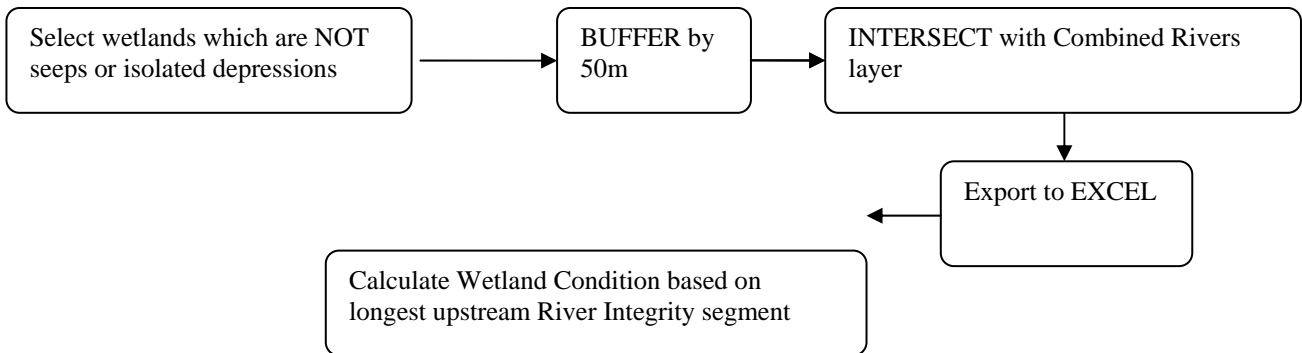 Select wetlands which are NOT
seeps or isolated depressions
BUFFER by
50m
INTERSECT with Combined Rivers
layer
Export to EXCEL
Calculate Wetland Condition based on
longest upstream River Integrity segment